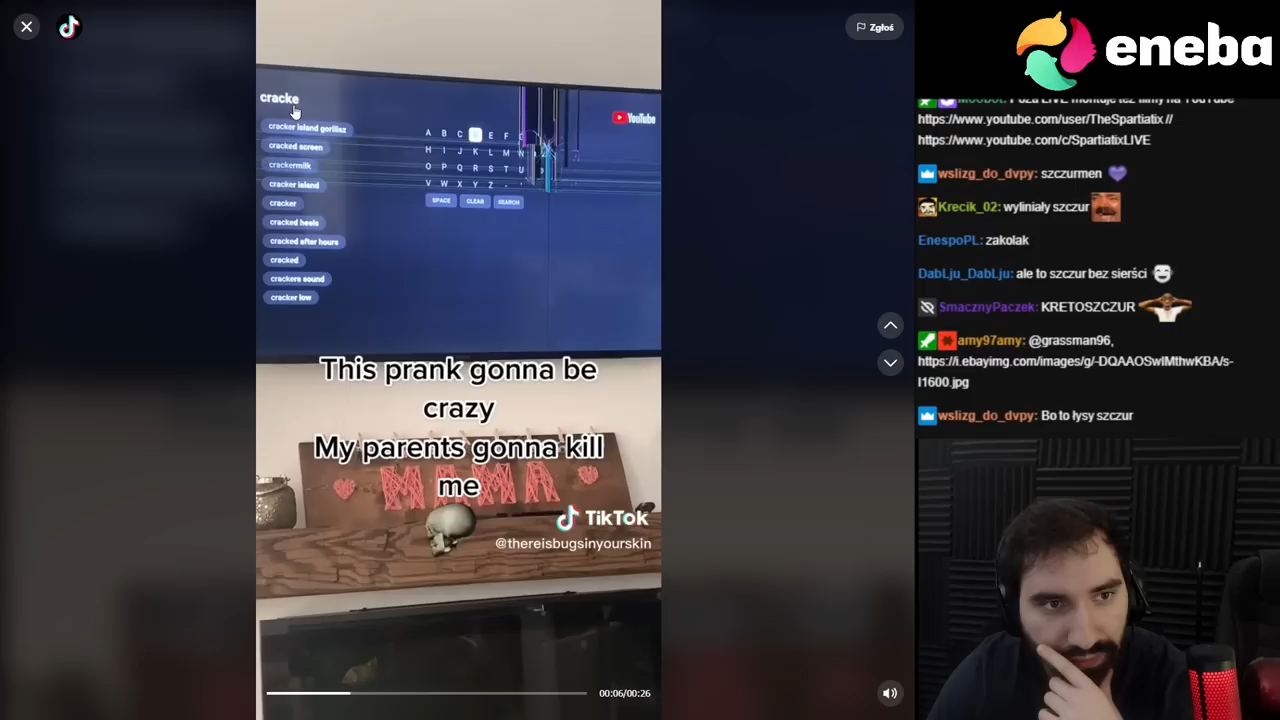 Zgłoś
cracke
YouTube
cracker island gorillaz
cracked screen
crackermilk
cracker island
cracker
cracked heels
cracked after hours
cracked
crackers sound
cracker low
A B C E F
H I J K L M N
O P Q R S T U
V W X Y Z - '
SPACE CLEAR SEARCH
This prank gonna be
crazy
My parents gonna kill
me
MAMA
TikTok
@thereisbugsinyourskin
00:06/00:26
eneba
https://www.youtube.com/user/TheSpartiatix //
https://www.youtube.com/c/SpartiatixLIVE
wslizg_do_dvpy: szczurmen
Krecik_02: wyliniały szczur
EnespoPL: zakolak
DabLju_DabLju: ale to szczur bez sierści
SmacznyPaczek: KRETOSZCZUR
amy97amy: @grassman96,
https://i.ebayimg.com/images/g/-DQAAOSwlMthwKBA/s-
l1600.jpg
wslizg_do_dvpy: Bo to łysy szczur